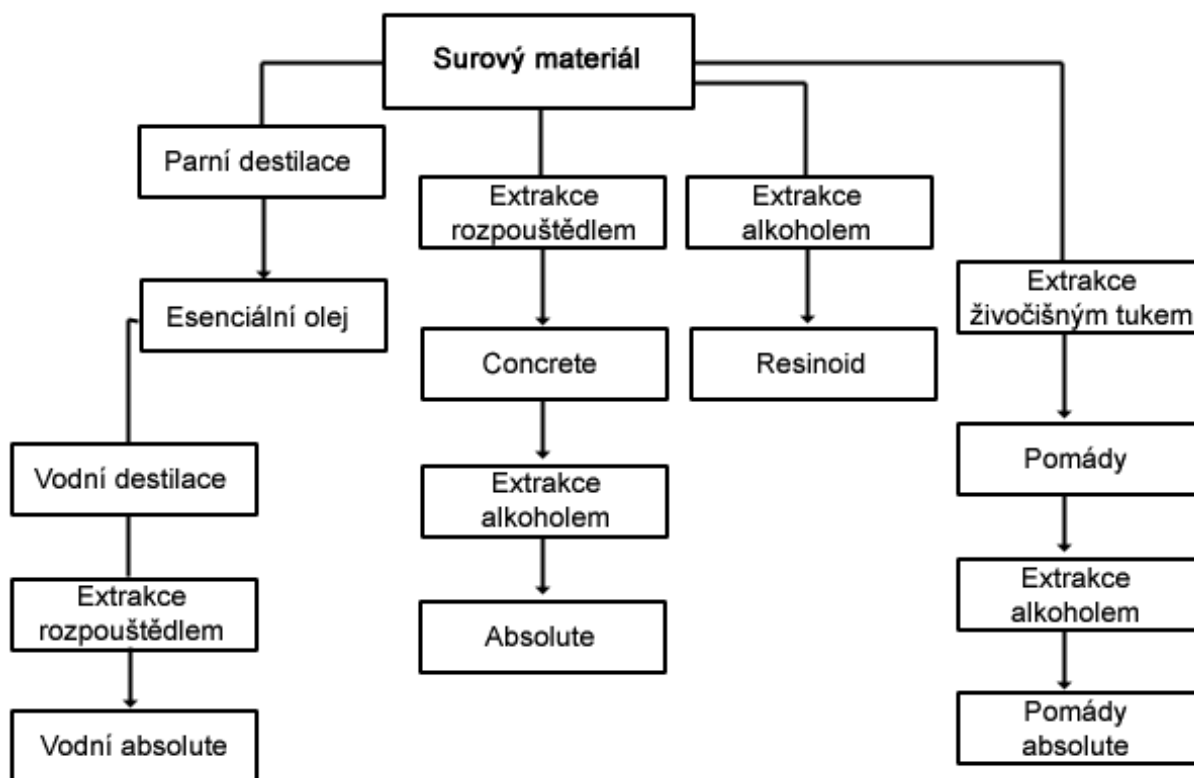 Surový materiál
Parní destilace
Extrakce
rozpouštědlem
Extrakce
alkoholem
Extrakce
živočišným tukem
Esenciální olej
Concrete
Resinoid
Pomády
Vodní destilace
Extrakce
alkoholem
Extrakce
alkoholem
Extrakce
rozpouštědlem
Absolute
Pomády
absolute
Vodní absolute